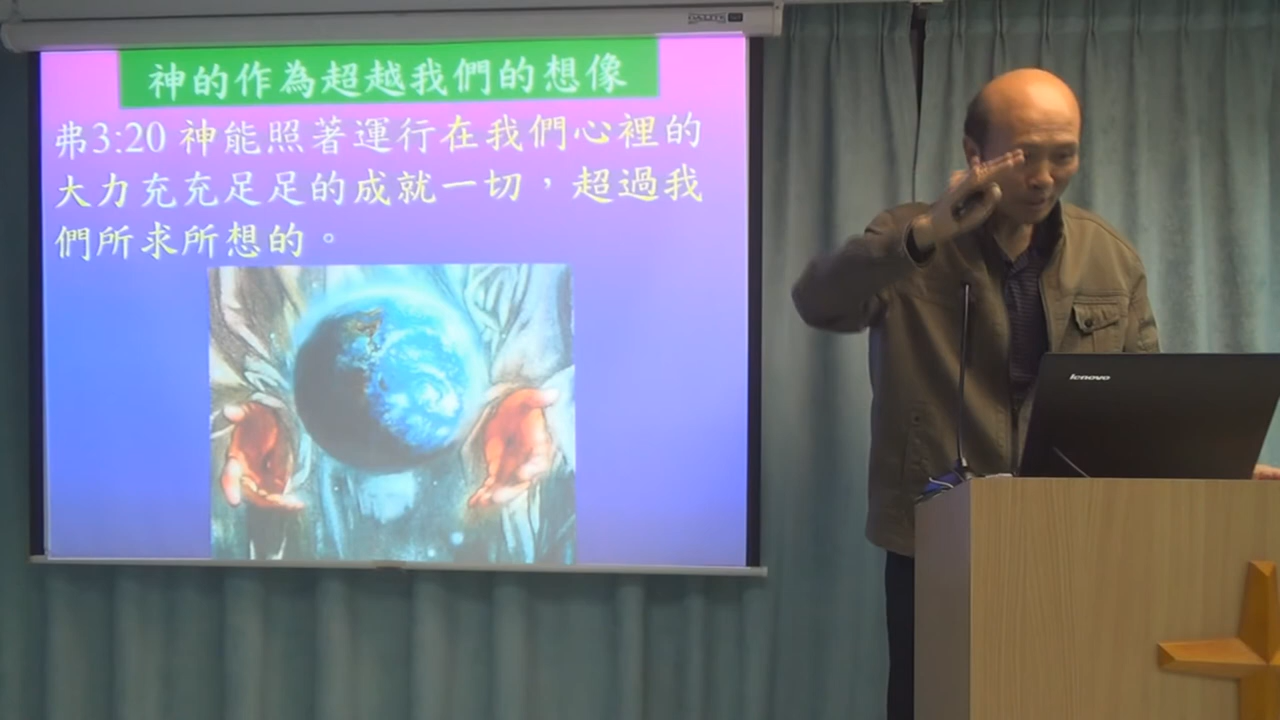 DA-LITE
神的作為超越我們的想像
弗3:20 神能照著運行在我們心裡的
大力充充足足的成就一切，超過我
們所求所想的。
lenovo